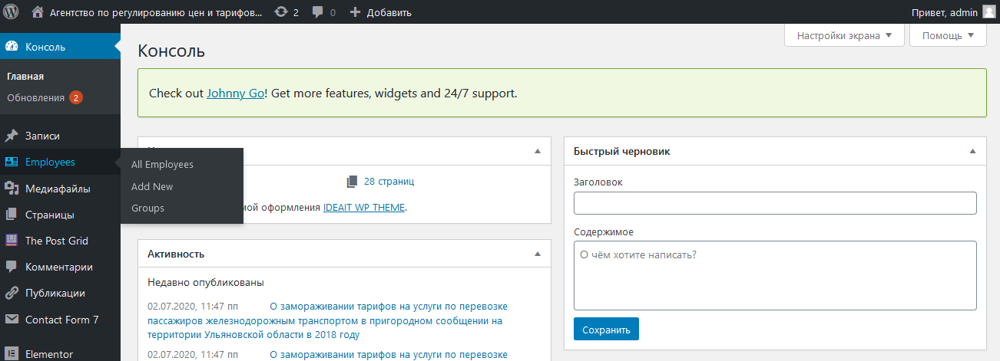 Агентство по регулированию цен и тарифов... 2 0 Добавить Привет, admin
Консоль
Главная
Обновления 2
Записи
Employees
All Employees
Add New
Groups
Медиафайлы
Страницы
The Post Grid
Комментарии
Публикации
Contact Form 7
Elementor
Настройки экрана Помощь
Консоль
Check out Johnny Go! Get more features, widgets and 24/7 support.
28 страниц
мой оформления IDEAIT WP THEME.
Активность
Недавно опубликованы
02.07.2020, 11:47 пп О замораживании тарифов на услуги по перевозке
пассажиров железнодорожным транспортом в пригородном сообщении на
территории Ульяновской области в 2018 году
02.07.2020, 11:47 пп О замораживании тарифов на услуги по перевозке
Быстрый черновик
Заголовок
Содержимое
О чём хотите написать?
Сохранить